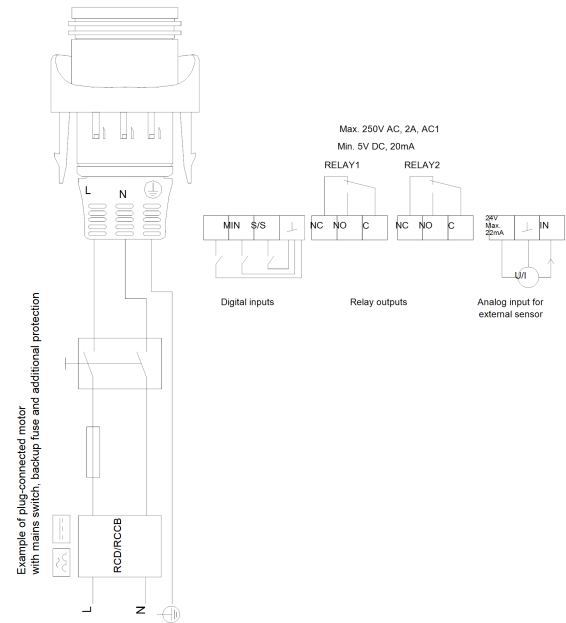 Max. 250V AC, 2A, AC1
Min. 5V DC, 20mA
RELAY1
RELAY2
L
N
MIN
S/S
NC
NO
C
NC
NO
C
24V
Max.
22mA
IN
U/I
Digital inputs
Relay outputs
Analog input for
external sensor
Example of plug-connected motor
with mains switch, backup fuse and additional protection
RCD/RCCB
L
N